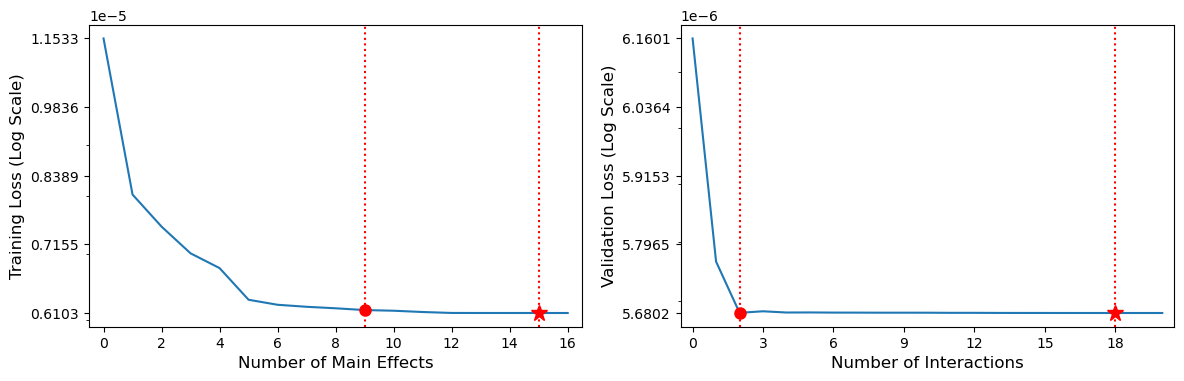 1e−5
Training Loss (Log Scale)
1.1533
0.9836
0.8389
0.7155
0.6103
0 2 4 6 8 10 12 14 16
Number of Main Effects
1e−6
Validation Loss (Log Scale)
6.1601
6.0364
5.9153
5.7965
5.6802
0 3 6 9 12 15 18
Number of Interactions